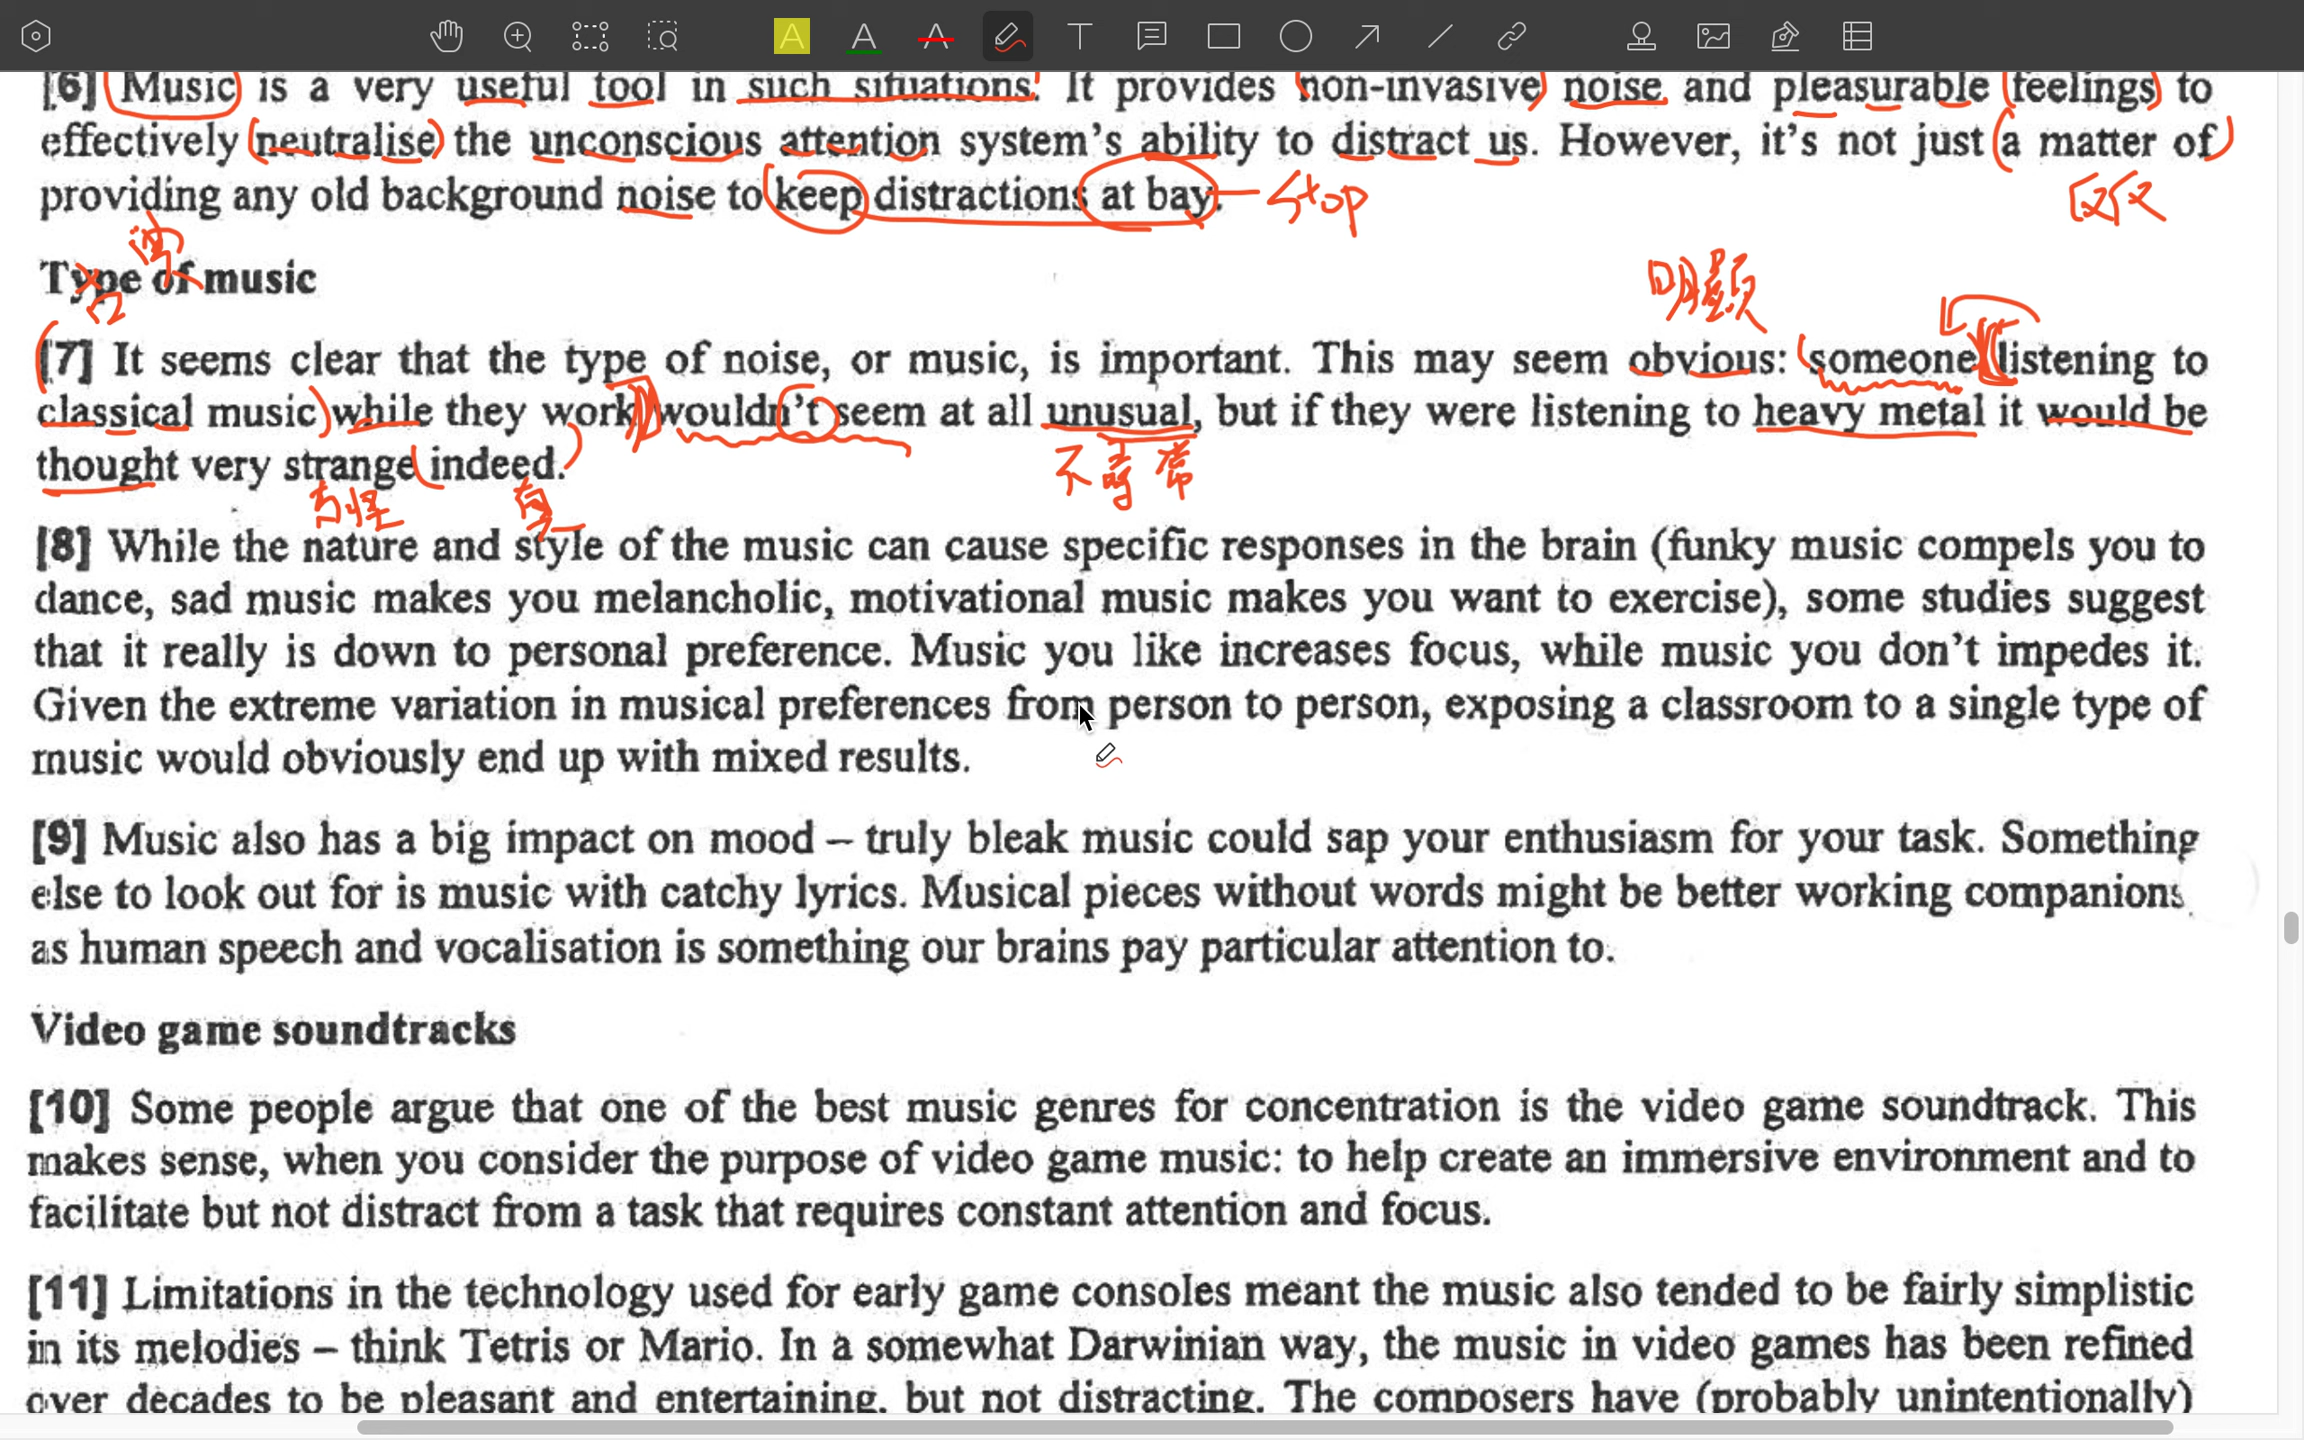 [6] Music is a very useful tool in such situations. It provides non-invasive noise and pleasurable feelings to
effectively neutralise the unconscious attention system's ability to distract us. However, it's not just a matter of
providing any old background noise to keep distractions at bay. Stop
Type of music
明显
[7] It seems clear that the type of noise, or music, is important. This may seem obvious: someone listening to
classical music while they work wouldn't seem at all unusual, but if they were listening to heavy metal it would be
thought very strange indeed. 不寻常
奇怪
[8] While the nature and style of the music can cause specific responses in the brain (funky music compels you to
dance, sad music makes you melancholic, motivational music makes you want to exercise), some studies suggest
that it really is down to personal preference. Music you like increases focus, while music you don't impedes it.
Given the extreme variation in musical preferences from person to person, exposing a classroom to a single type of
music would obviously end up with mixed results.
[9] Music also has a big impact on mood – truly bleak music could sap your enthusiasm for your task. Something
else to look out for is music with catchy lyrics. Musical pieces without words might be better working companions
as human speech and vocalisation is something our brains pay particular attention to.
Video game soundtracks
[10] Some people argue that one of the best music genres for concentration is the video game soundtrack. This
makes sense, when you consider the purpose of video game music: to help create an immersive environment and to
facilitate but not distract from a task that requires constant attention and focus.
[11] Limitations in the technology used for early game consoles meant the music also tended to be fairly simplistic
in its melodies – think Tetris or Mario. In a somewhat Darwinian way, the music in video games has been refined
over decades to be pleasant and entertaining, but not distracting. The composers have (probably unintentionally)